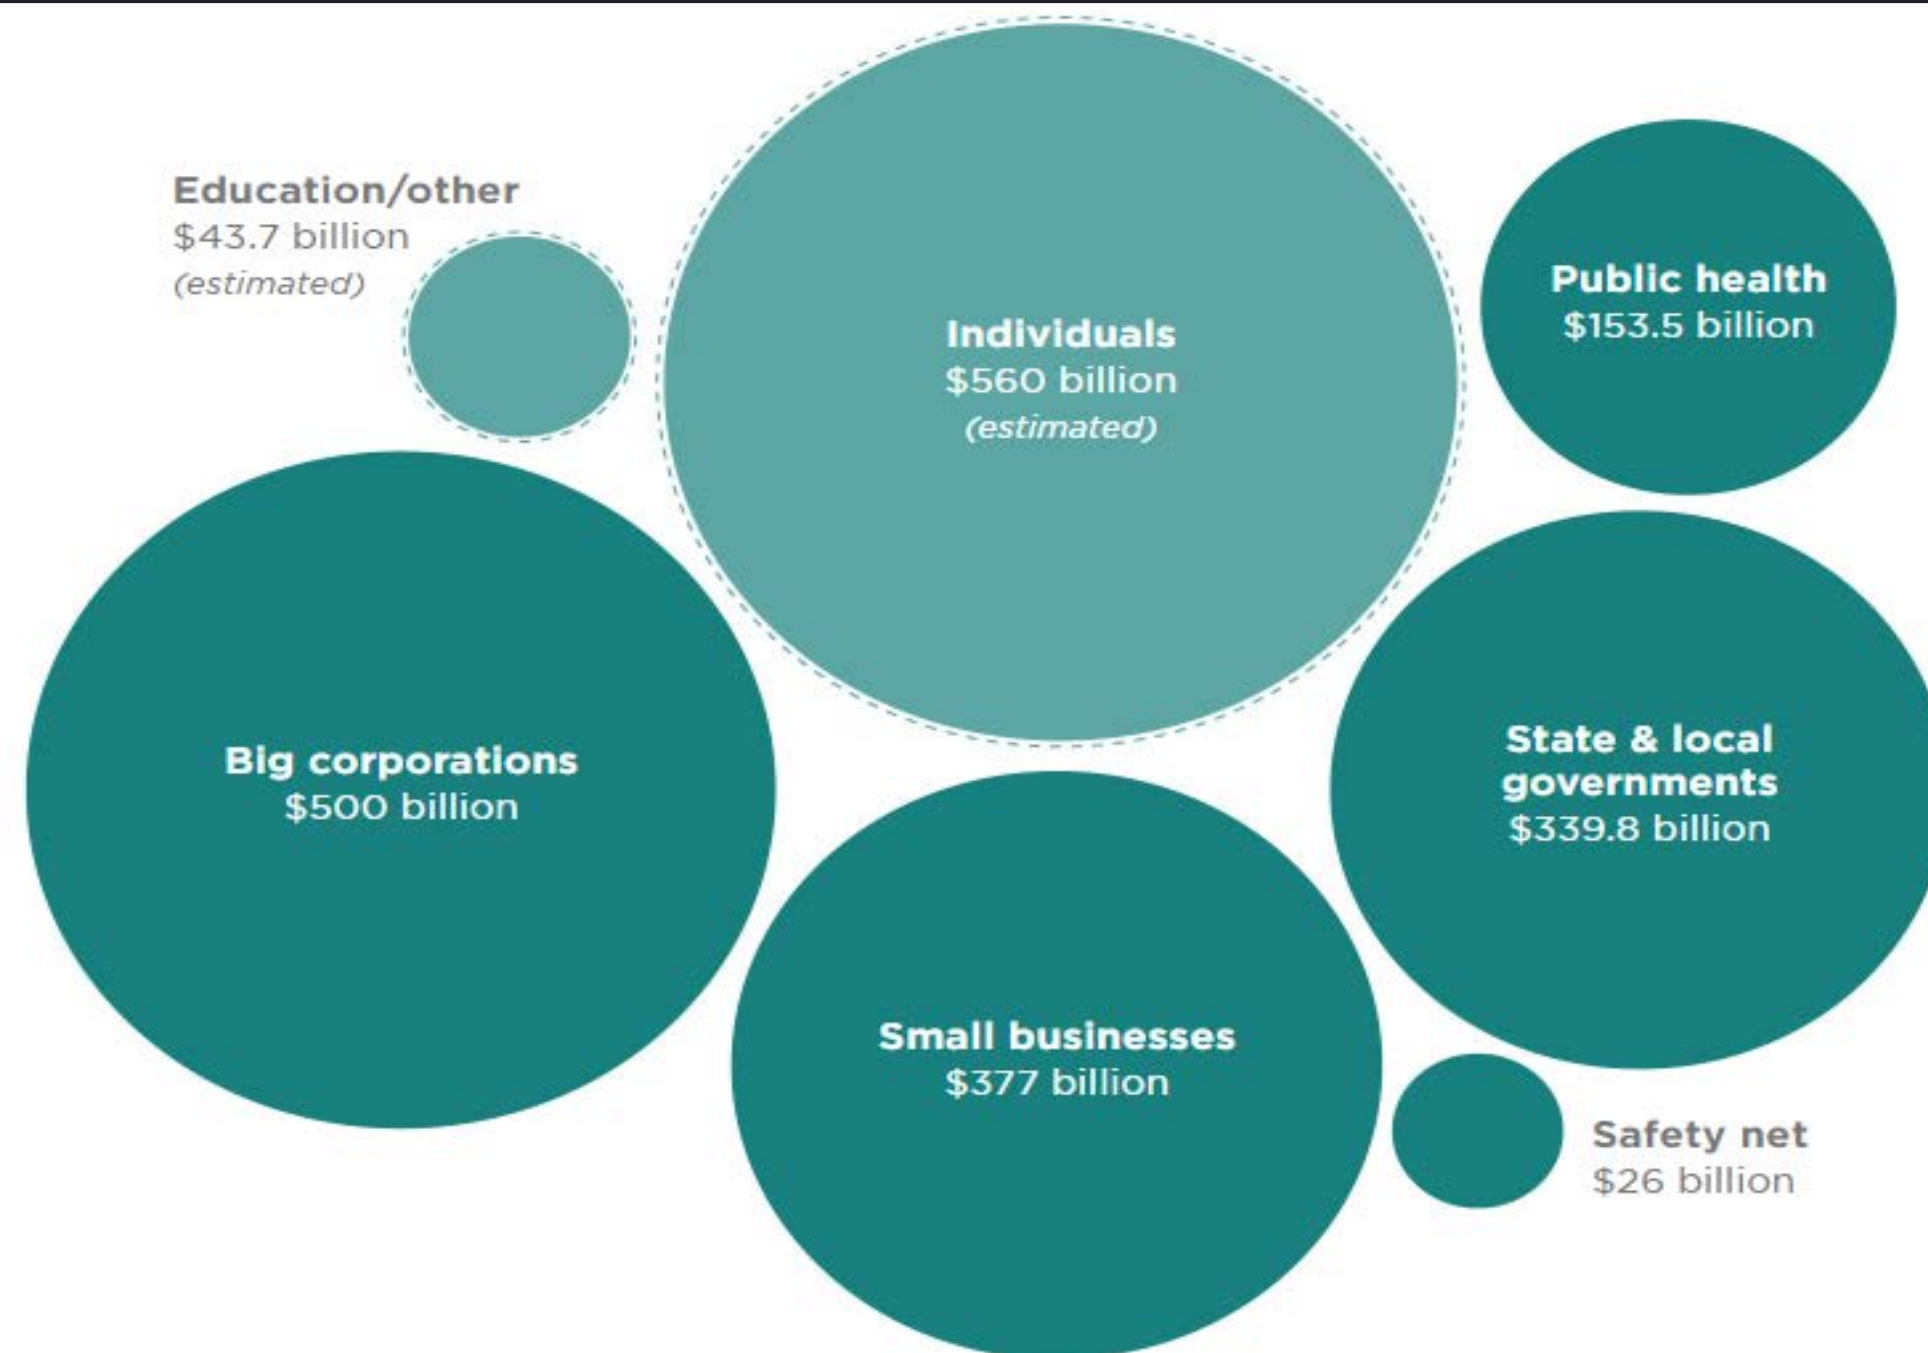 Education/other
$43.7 billion
(estimated)
Individuals
$560 billion
(estimated)
Public health
$153.5 billion
Big corporations
$500 billion
State & local
governments
$339.8 billion
Small businesses
$377 billion
Safety net
$26 billion